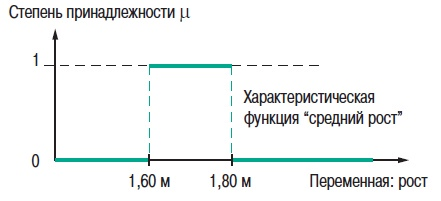 Степень принадлежности μ
1
Характеристическая
функция “средний рост”
0
1,60 м
1,80 м
Переменная: рост